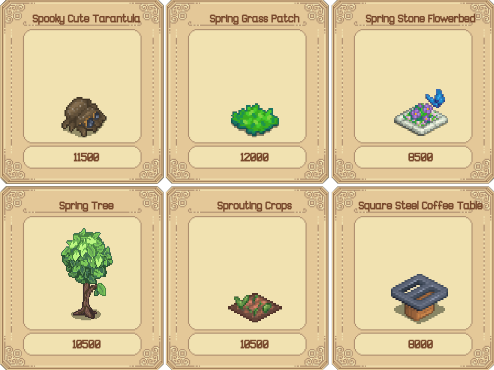 Spooky Cute Tarantula
Spring Grass Patch
Spring Stone Flowerbed
11500
12000
8500
Spring Tree
Sprouting Crops
Square Steel Coffee Table
10500
10500
8000